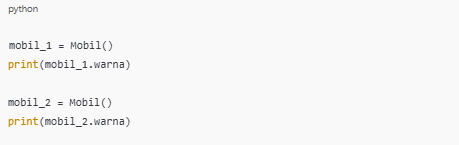 python
mobil_1 = Mobil()
print(mobil_1.warna)
mobil_2 = Mobil()
print(mobil_2.warna)